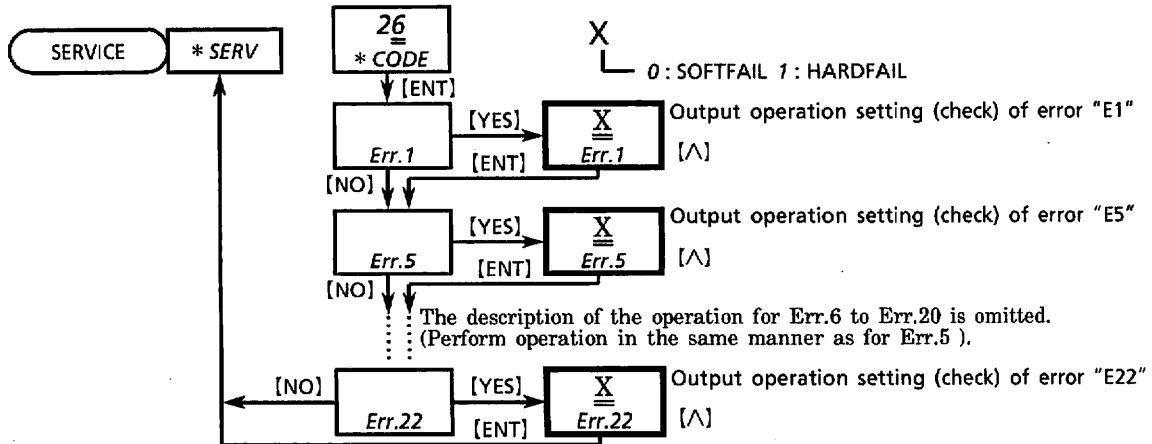 26
SERVICE
* SERV
* CODE
X
0 : SOFTFAIL 1 : HARDFAIL
[ENT]
Err.1
[YES]
X
Err.1
Output operation setting (check) of error "E1"
[∧]
[ENT]
[NO]
Err.5
[YES]
X
Err.5
Output operation setting (check) of error "E5"
[∧]
[ENT]
[NO]
The description of the operation for Err.6 to Err.20 is omitted.
(Perform operation in the same manner as for Err.5 ).
[NO]
Err.22
[YES]
X
Err.22
Output operation setting (check) of error "E22"
[∧]
[ENT]